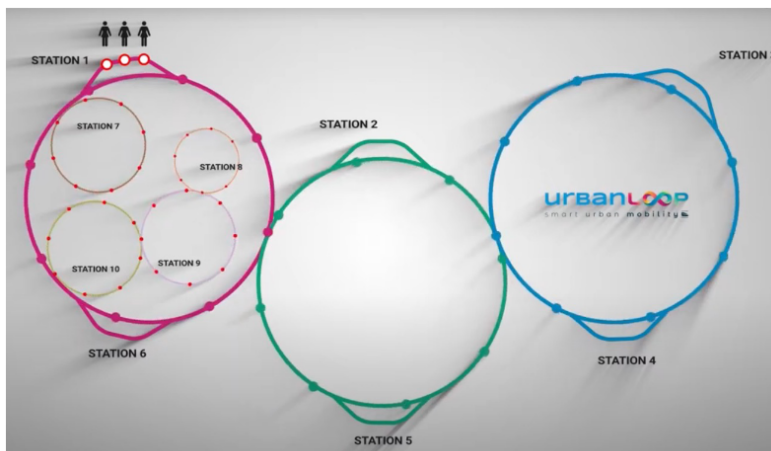 STATION 1
STATION 2
STATION 7
STATION 8
STATION 10
STATION 9
STATION 6
STATION 5
STATION 4
STATION
urbanLOOP
smart urban mobility